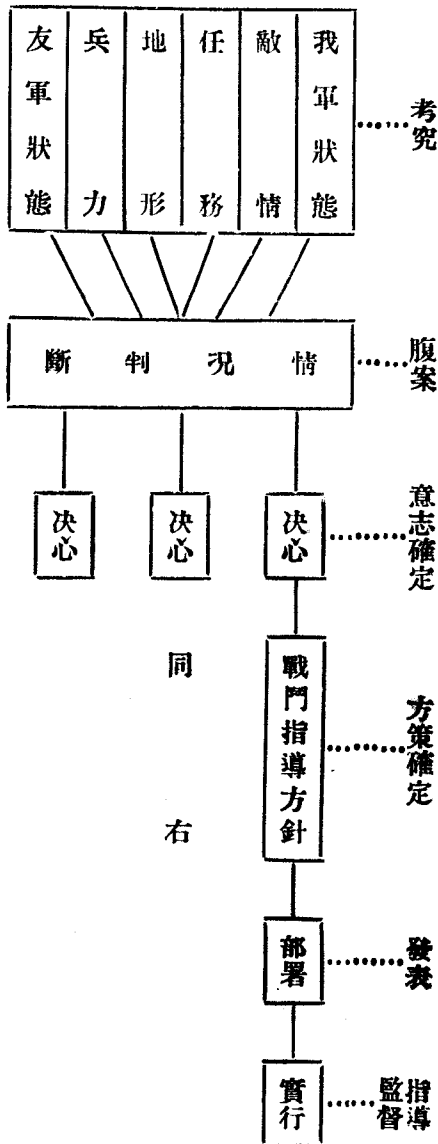 考究
我軍狀態
敵情
任務
地形
兵力
友軍狀態
腹案
情況判斷
意志確定
決心
決心
決心
方策確定
戰鬥指導方針
同右
發表
部署
指導
監督
實行